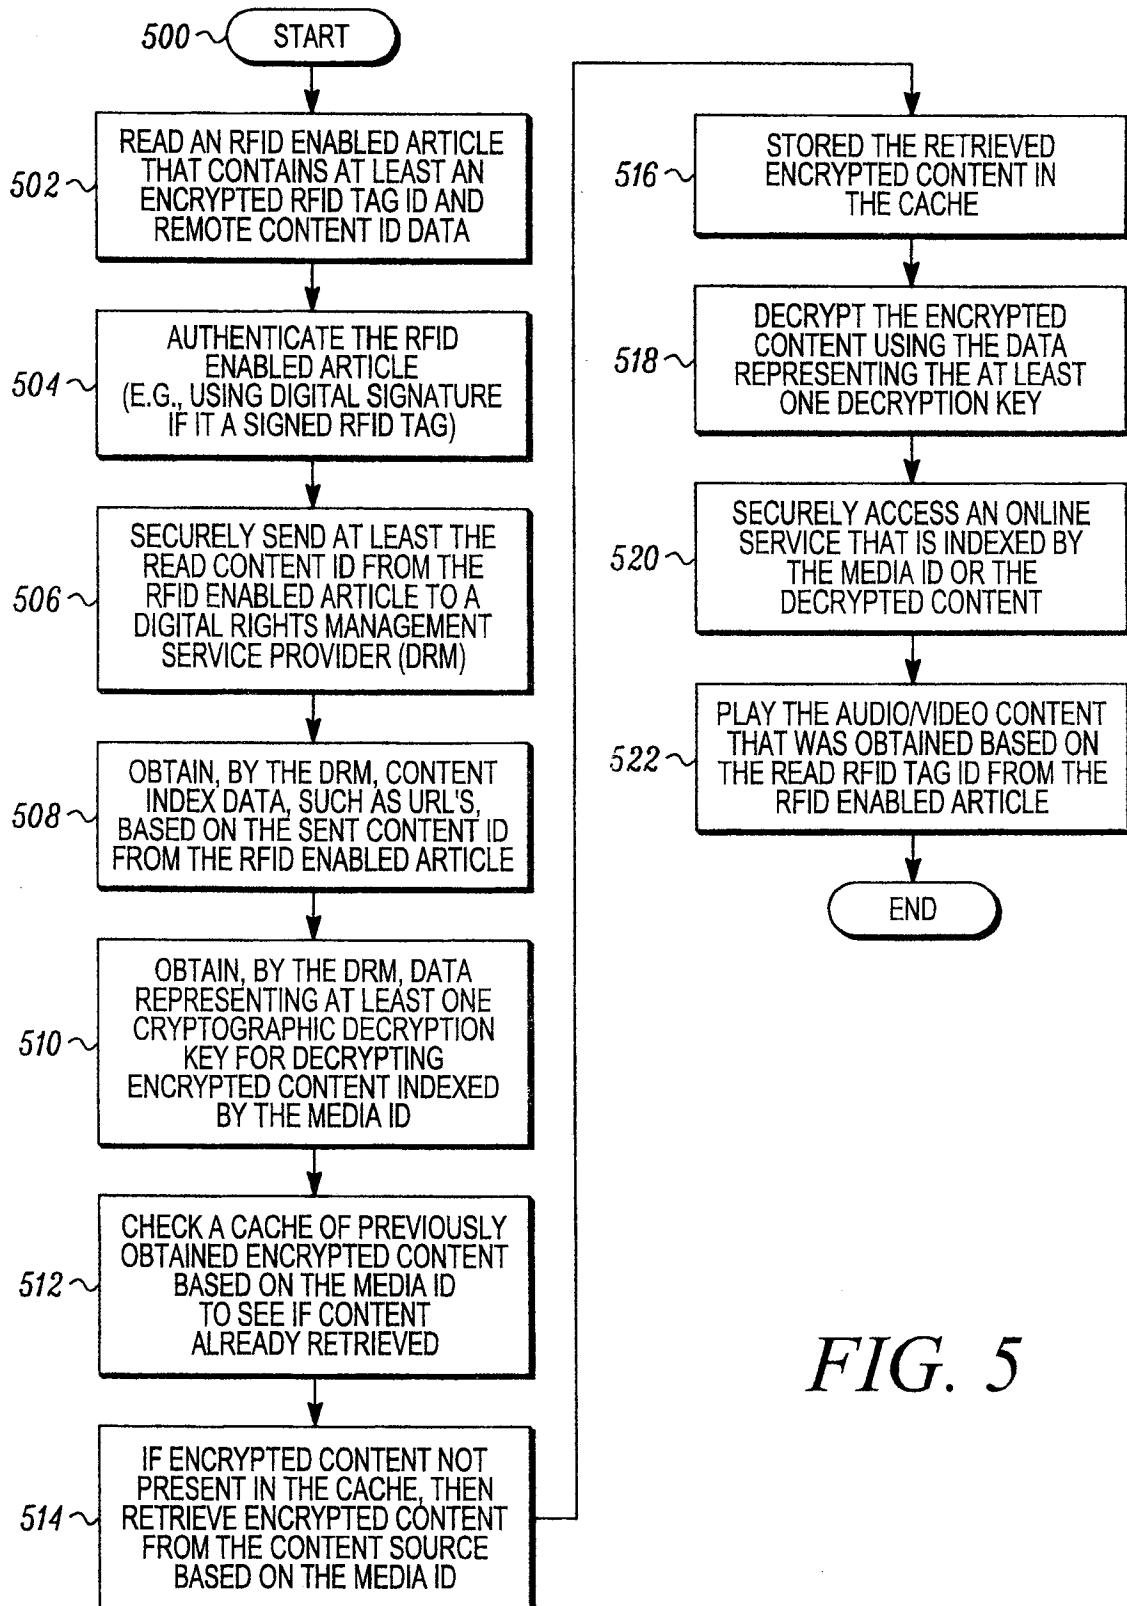 500
START
502
READ AN RFID ENABLED ARTICLE
THAT CONTAINS AT LEAST AN
ENCRYPTED RFID TAG ID AND
REMOTE CONTENT ID DATA
504
AUTHENTICATE THE RFID
ENABLED ARTICLE
(E.G., USING DIGITAL SIGNATURE
IF IT A SIGNED RFID TAG)
506
SECURELY SEND AT LEAST THE
READ CONTENT ID FROM THE
RFID ENABLED ARTICLE TO A
DIGITAL RIGHTS MANAGEMENT
SERVICE PROVIDER (DRM)
508
OBTAIN, BY THE DRM, CONTENT
INDEX DATA, SUCH AS URL'S,
BASED ON THE SENT CONTENT ID
FROM THE RFID ENABLED ARTICLE
510
OBTAIN, BY THE DRM, DATA
REPRESENTING AT LEAST ONE
CRYPTOGRAPHIC DECRYPTION
KEY FOR DECRYPTING
ENCRYPTED CONTENT INDEXED
BY THE MEDIA ID
512
CHECK A CACHE OF PREVIOUSLY
OBTAINED ENCRYPTED CONTENT
BASED ON THE MEDIA ID
TO SEE IF CONTENT
ALREADY RETRIEVED
514
IF ENCRYPTED CONTENT NOT
PRESENT IN THE CACHE, THEN
RETRIEVE ENCRYPTED CONTENT
FROM THE CONTENT SOURCE
BASED ON THE MEDIA ID
516
STORED THE RETRIEVED
ENCRYPTED CONTENT IN
THE CACHE
518
DECRYPT THE ENCRYPTED
CONTENT USING THE DATA
REPRESENTING THE AT LEAST
ONE DECRYPTION KEY
520
SECURELY ACCESS AN ONLINE
SERVICE THAT IS INDEXED BY
THE MEDIA ID OR THE
DECRYPTED CONTENT
522
PLAY THE AUDIO/VIDEO CONTENT
THAT WAS OBTAINED BASED ON
THE READ RFID TAG ID FROM THE
RFID ENABLED ARTICLE
END
FIG. 5